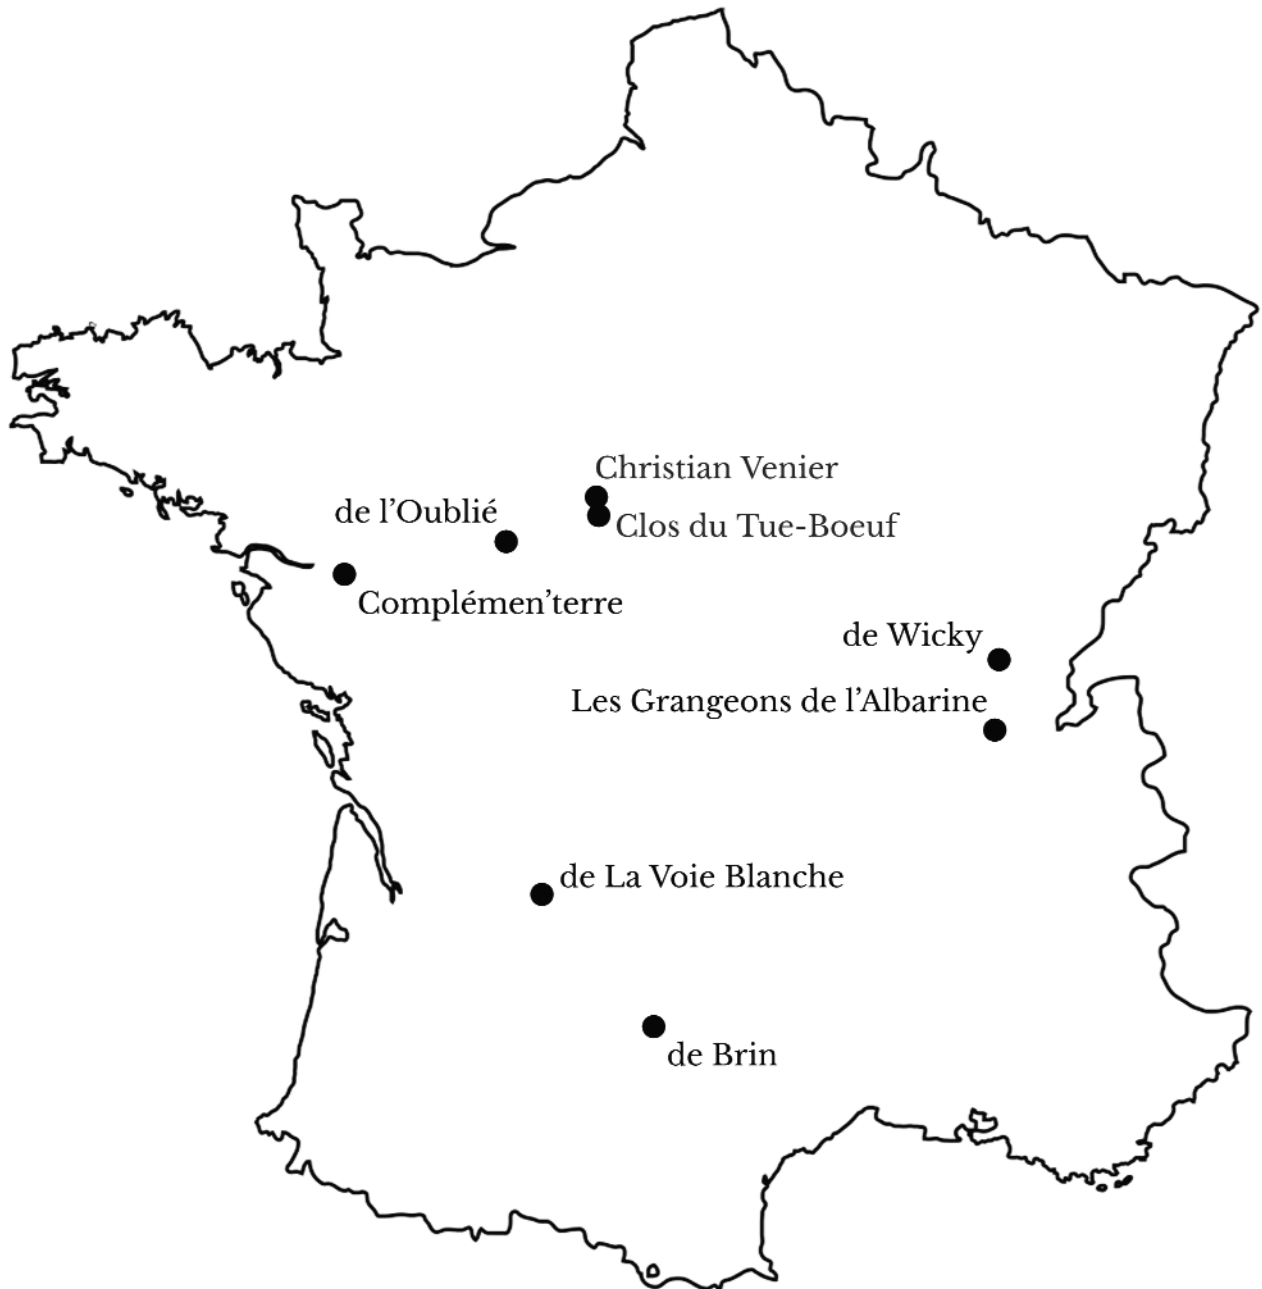 Christian Venier
de l’Oublié
Clos du Tue-Boeuf
Complémen’terre
de Wicky
Les Grangeons de l’Albarine
de La Voie Blanche
de Brin